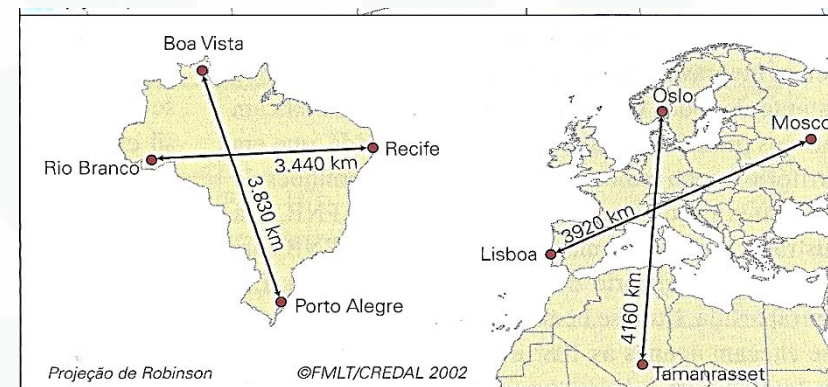 Boa Vista
Rio Branco
Recife
3.440 km
3.830 km
Porto Alegre
Projeção de Robinson
©FMLT/CREDAL 2002
Oslo
Mosco
3920 km
Lisboa
4160 km
Tamanrasset